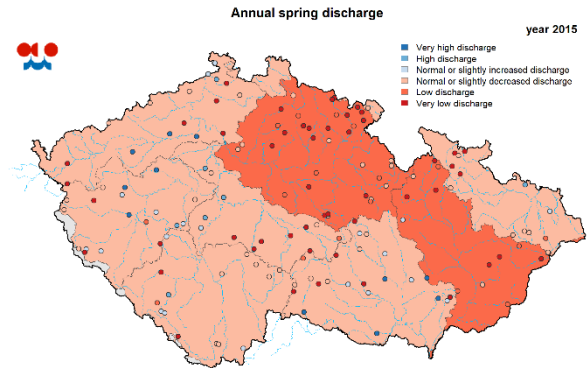 Annual spring discharge
year 2015
Very high discharge
High discharge
Normal or slightly increased discharge
Normal or slightly decreased discharge
Low discharge
Very low discharge